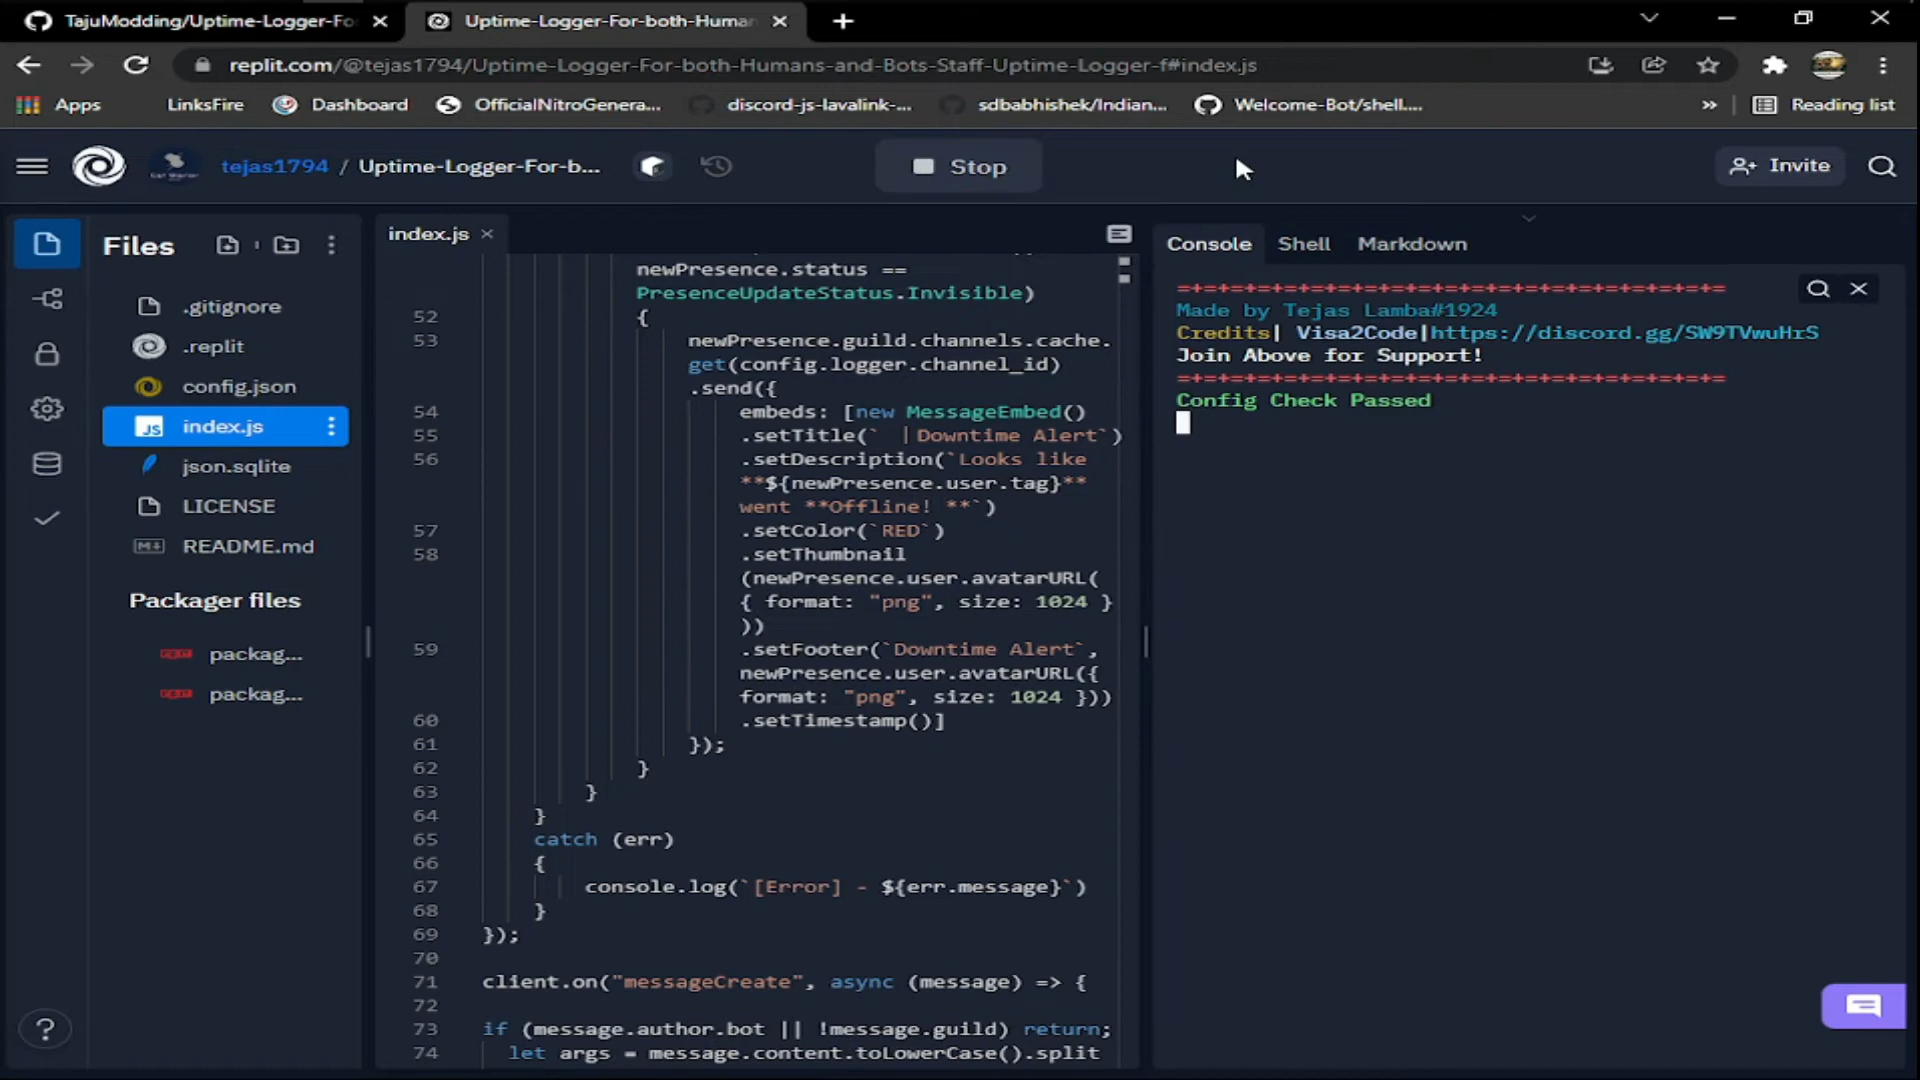 TajuModding/Uptime-Logger-Fo
Uptime-Logger-For-both-Human
replit.com/@tejas1794/Uptime-Logger-For-both-Humans-and-Bots-Staff-Uptime-Logger-f#index.js
Apps LinksFire Dashboard OfficialNitroGenera... discord-js-lavalink-... sdbabhishek/Indian... Welcome-Bot/shell.... » Reading list
tejas1794 / Uptime-Logger-For-b... Stop Invite
Files
.gitignore
.replit
config.json
JS index.js
json.sqlite
LICENSE
README.md
Packager files
packag...
packag...
index.js
newPresence.status ==
PresenceUpdateStatus.Invisible)
52 {
53 newPresence.guild.channels.cache.
get(config.logger.channel_id)
.send({
54 embeds: [new MessageEmbed()
55 .setTitle(` |Downtime Alert`)
56 .setDescription(`Looks like
**${newPresence.user.tag}**
went **Offline! **`)
57 .setColor(`RED`)
58 .setThumbnail
(newPresence.user.avatarURL(
{ format: "png", size: 1024 }
))
59 .setFooter(`Downtime Alert`,
newPresence.user.avatarURL({
format: "png", size: 1024 }))
60 .setTimestamp()]
61 });
62 }
63 }
64 }
65 catch (err)
66 {
67 console.log(`[Error] - ${err.message}`)
68 }
69 });
70
71 client.on("messageCreate", async (message) => {
72
73 if (message.author.bot || !message.guild) return;
74 let args = message.content.toLowerCase().split
Console Shell Markdown
=+=+=+=+=+=+=+=+=+=+=+=+=+=+=+=+=+=+=+=+=
Made by Tejas Lamba#1924
Credits| Visa2Code|https://discord.gg/SW9TVwuHrS
Join Above for Support!
=+=+=+=+=+=+=+=+=+=+=+=+=+=+=+=+=+=+=+=+=
Config Check Passed
?